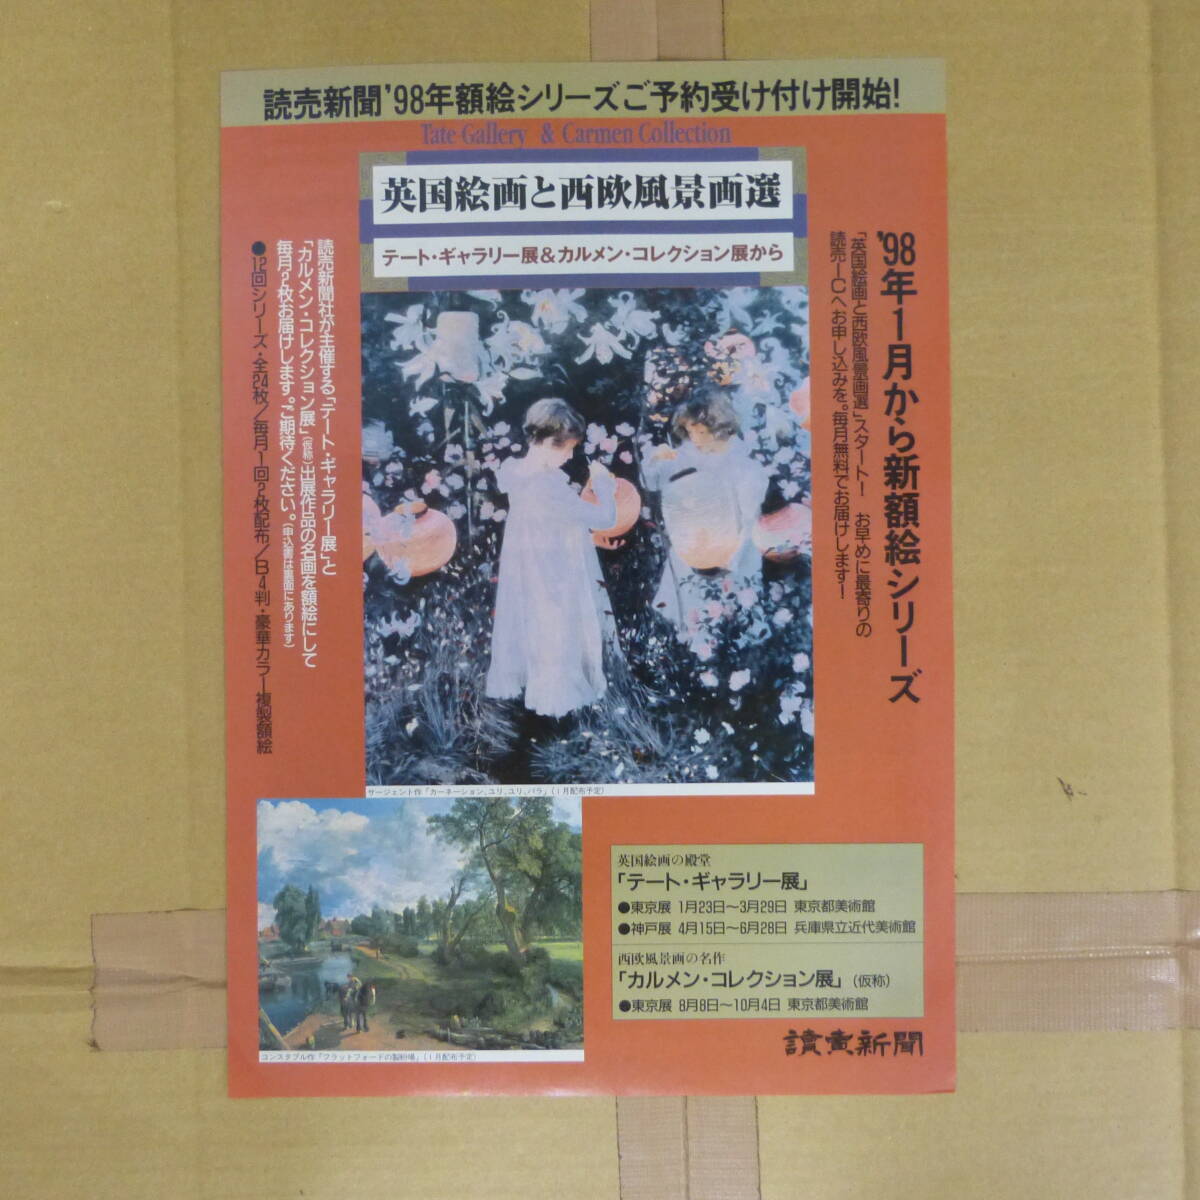 読売新聞'98年額絵シリーズご予約受け付け開始!
Tate Gallery & Carmen Collection
英国絵画と西欧風景画選
テート・ギャラリー展&カルメン・コレクション展から
'98年1月から新額絵シリーズ
「英国絵画と西欧風景画選」スタート! お早めに最寄りの
読売ICへお申し込みを。毎月無料でお届けします!
読売新聞社が主催する「テート・ギャラリー展」と
「カルメン・コレクション展」(仮称)出展作品の名画を額絵にして
毎月2枚お届けします。ご期待ください。(申込書は裏面にあります)
●12回シリーズ・全24枚/毎月1回2枚配布/B4判・豪華カラー複製額絵
サージェント作「カーネーション、ユリ、ユリ、バラ」(1月配布予定)
コンスタブル作「フラットフォードの製粉場」(1月配布予定)
英国絵画の殿堂
「テート・ギャラリー展」
●東京展 1月23日〜3月29日 東京都美術館
●神戸展 4月15日〜6月28日 兵庫県立近代美術館
西欧風景画の名作
「カルメン・コレクション展」(仮称)
●東京展 8月8日〜10月4日 東京都美術館
讀賣新聞